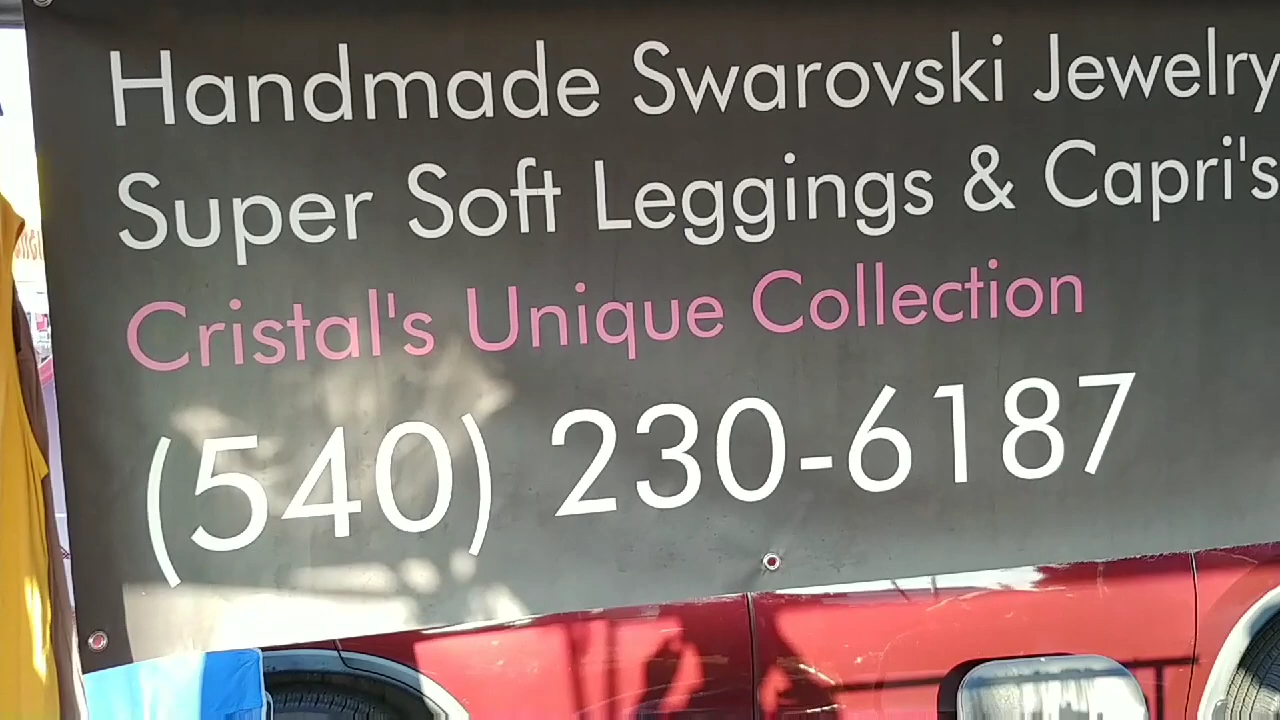 Handmade Swarovski Jewelry
Super Soft Leggings & Capri's
Cristal's Unique Collection
(540) 230-6187